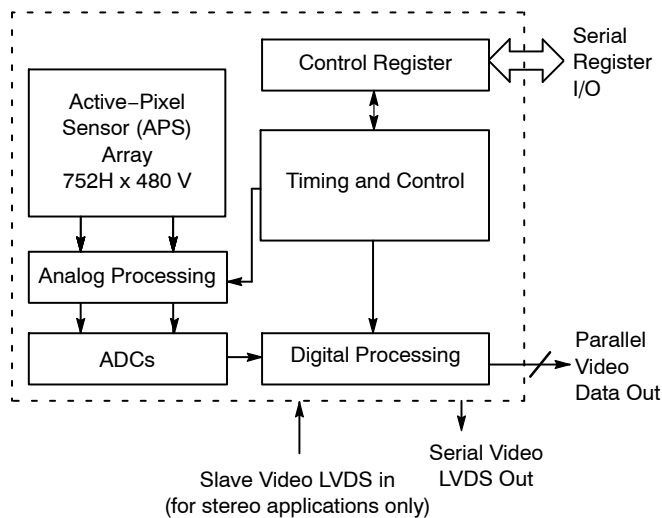 Control Register
Serial
Register
I/O
Active−Pixel
Sensor (APS)
Array
752H x 480 V
Timing and Control
Analog Processing
ADCs
Digital Processing
Parallel
Video
Data Out
Serial Video
LVDS Out
Slave Video LVDS in
(for stereo applications only)